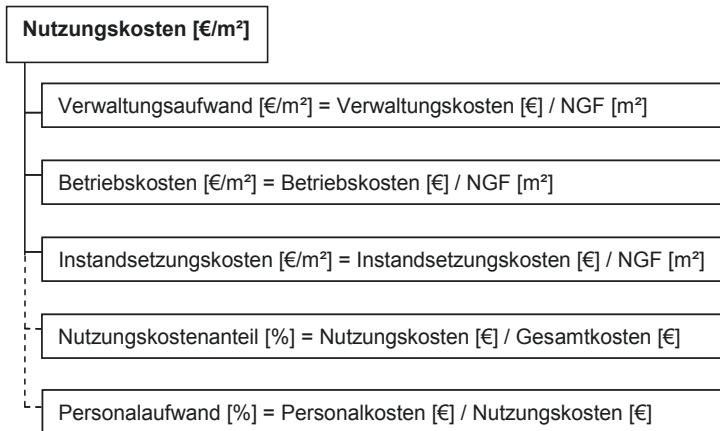 Nutzungskosten [€/m²]
Verwaltungsaufwand [€/m²] = Verwaltungskosten [€] / NGF [m²]
Betriebskosten [€/m²] = Betriebskosten [€] / NGF [m²]
Instandsetzungskosten [€/m²] = Instandsetzungskosten [€] / NGF [m²]
Nutzungskostenanteil [%] = Nutzungskosten [€] / Gesamtkosten [€]
Personalaufwand [%] = Personalkosten [€] / Nutzungskosten [€]